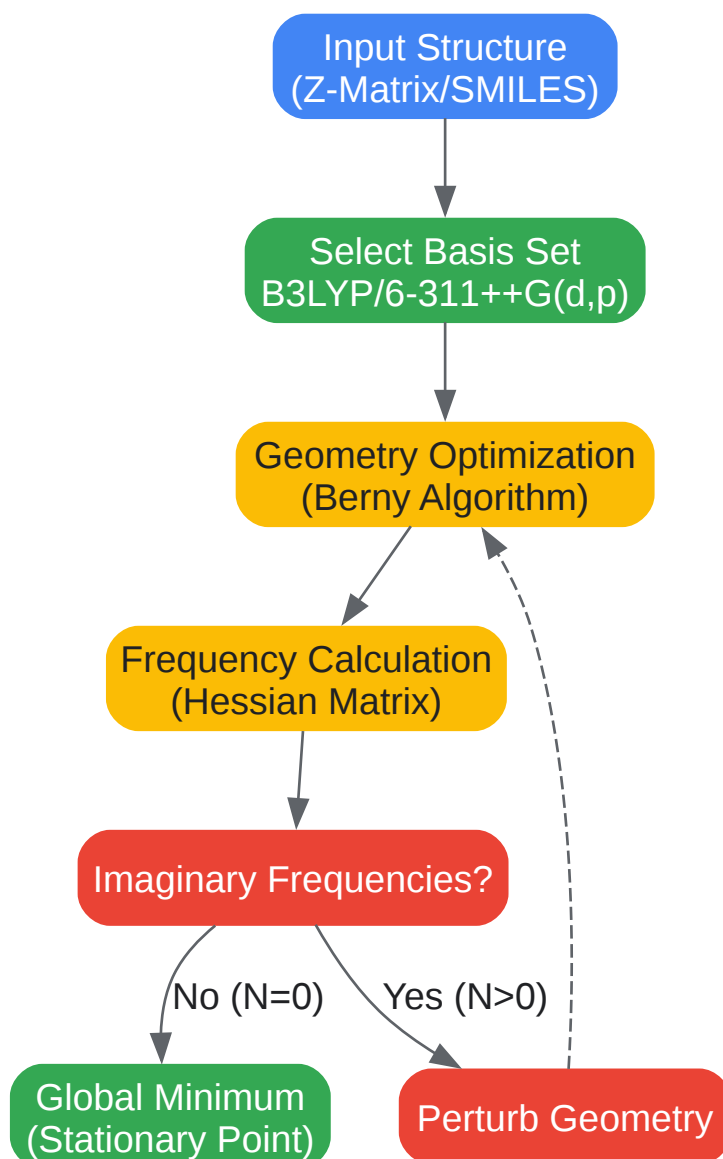 Input Structure
(Z-Matrix/SMILES)
Select Basis Set
B3LYP/6-311++G(d,p)
Geometry Optimization
(Berny Algorithm)
Frequency Calculation
(Hessian Matrix)
Imaginary Frequencies?
No (N=0)
Yes (N>0)
Global Minimum
(Stationary Point)
Perturb Geometry